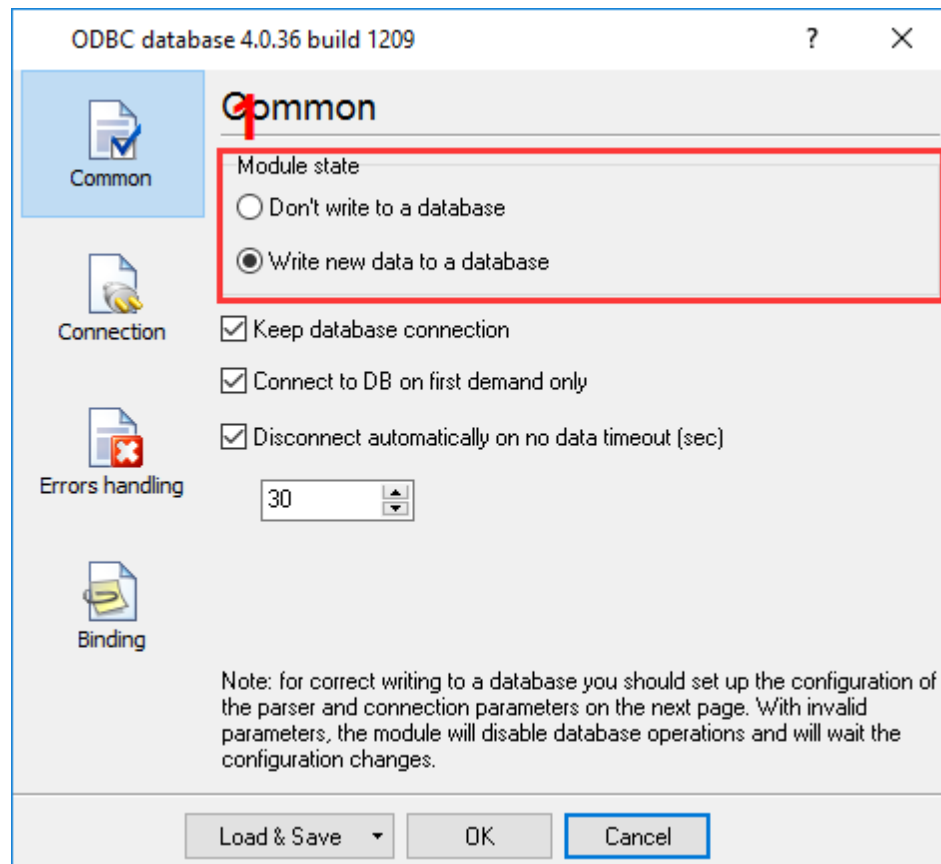 ODBC database 4.0.36 build 1209
?
Common
1
Module state
Common
Don't write to a database
Write new data to a database
Connection
Keep database connection
Connect to DB on first demand only
Disconnect automatically on no data timeout (sec)
Errors handling
30
Binding
Note: for correct writing to a database you should set up the configuration of
the parser and connection parameters on the next page. With invalid
parameters, the module will disable database operations and will wait the
configuration changes.
Load & Save
OK
Cancel